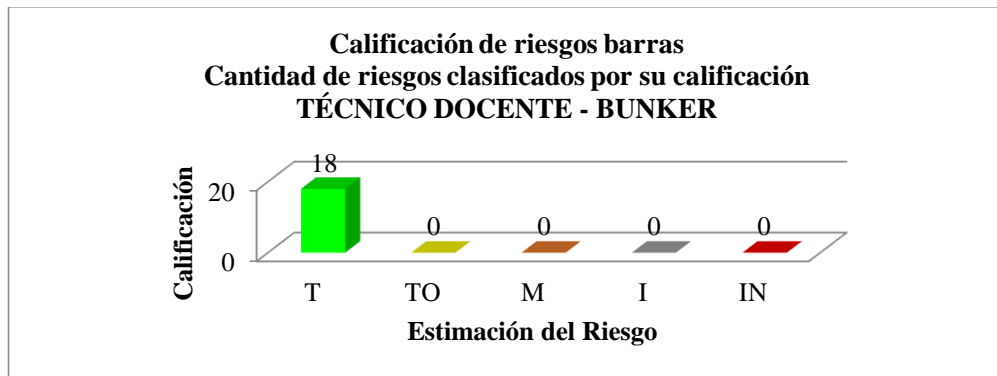 Calificación de riesgos barras
Cantidad de riesgos clasificados por su calificación
TÉCNICO DOCENTE - BUNKER
Calificación
20
0
18
0
0
0
0
T
TO
M
I
IN
Estimación del Riesgo